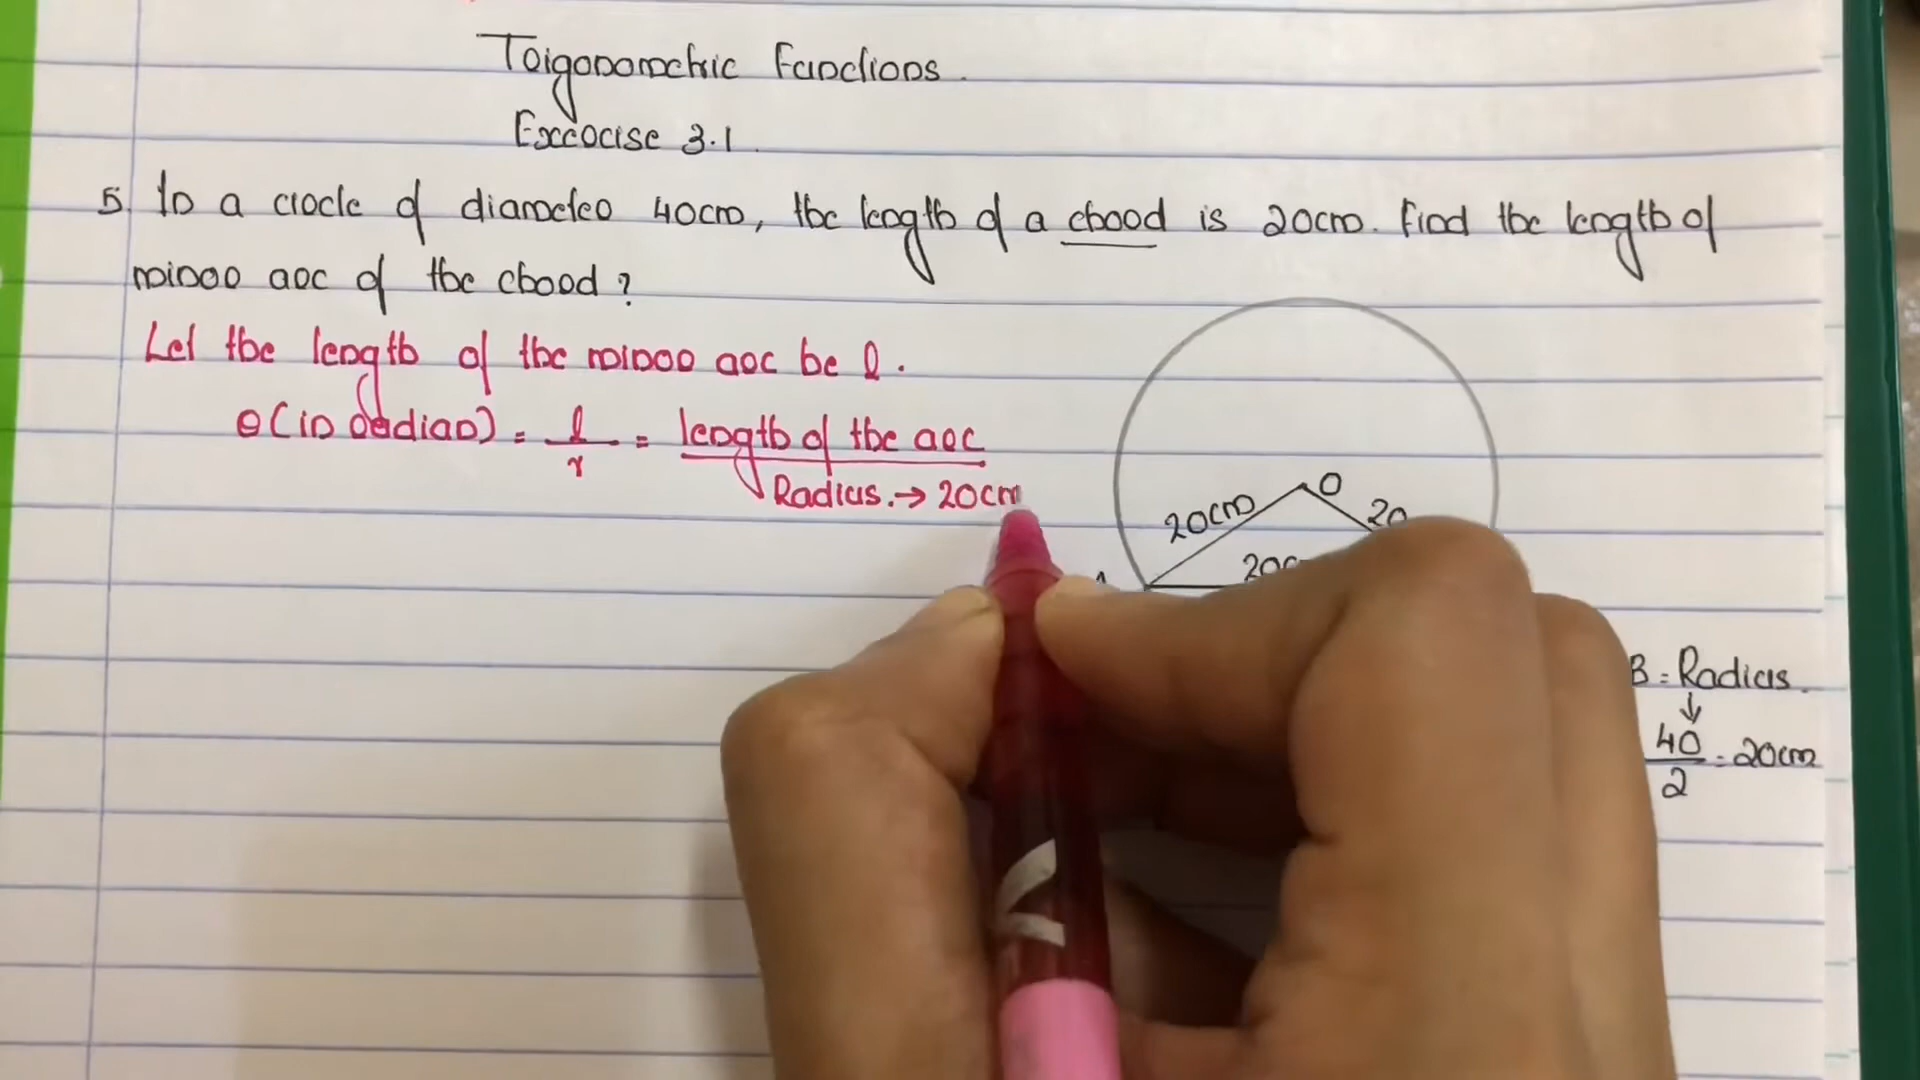 Trigonometric Functions.
Exercise 3.1.
5. In a circle of diameter 40cm, the length of a chord is 20cm. Find the length of
minor arc of the chord?
Let the length of the minor arc be l.
θ(in radian) = l/r = length of the arc / Radius. → 20cm
O
20cm
20
20c
B = Radius.
↓
40/2 = 20cm